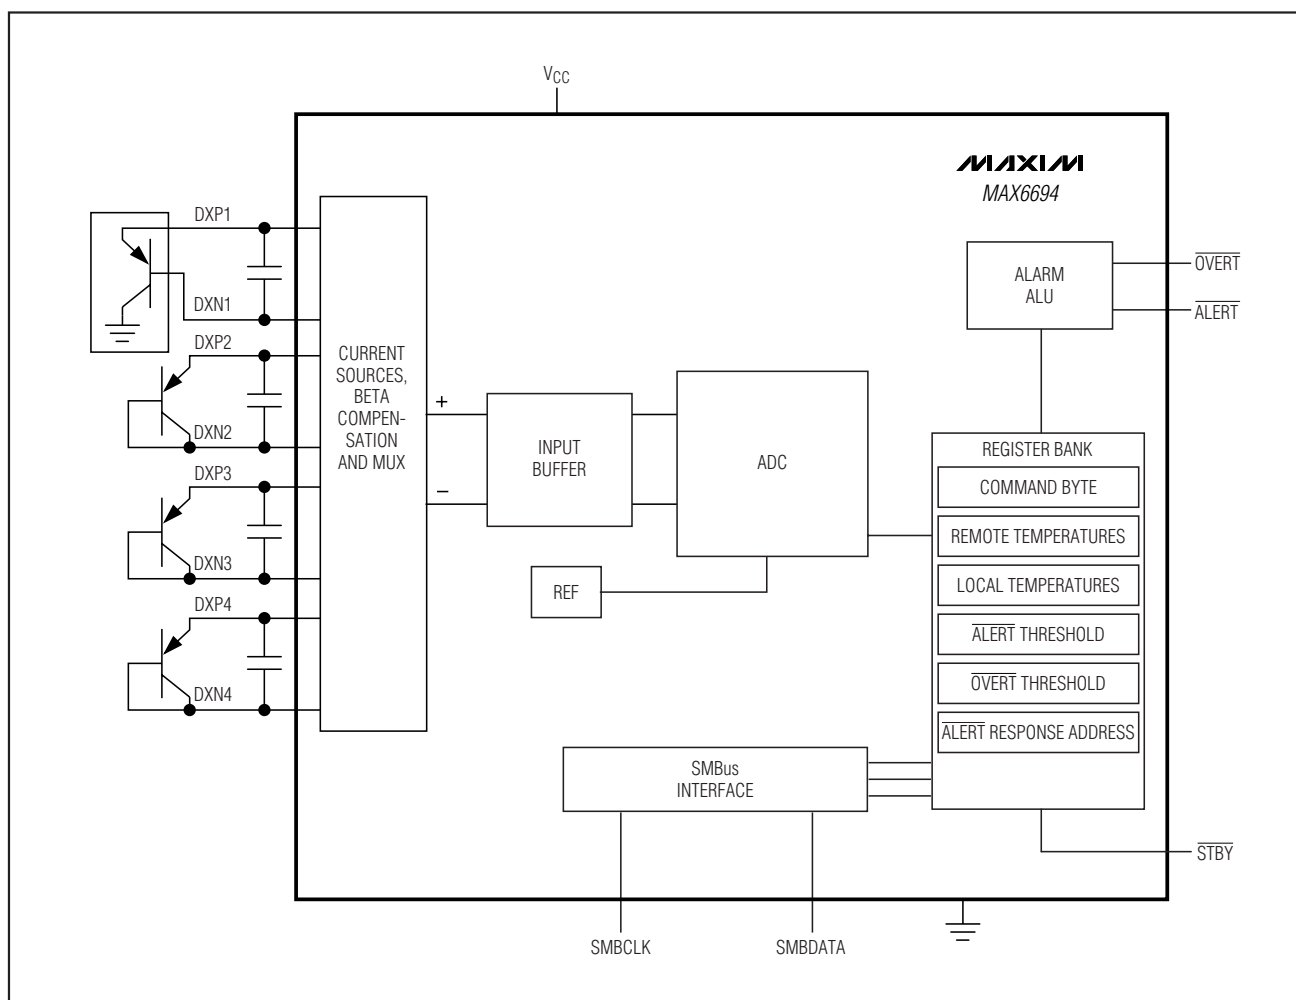 VCC
MAXIM
MAX6694
DXP1
DXN1
DXP2
DXN2
DXP3
DXN3
DXP4
DXN4
CURRENT
SOURCES,
BETA
COMPEN-
SATION
AND MUX
+
−
INPUT
BUFFER
ADC
REF
ALARM
ALU
OVERT
ALERT
REGISTER BANK
COMMAND BYTE
REMOTE TEMPERATURES
LOCAL TEMPERATURES
ALERT THRESHOLD
OVERT THRESHOLD
ALERT RESPONSE ADDRESS
SMBus
INTERFACE
STBY
SMBCLK
SMBDATA